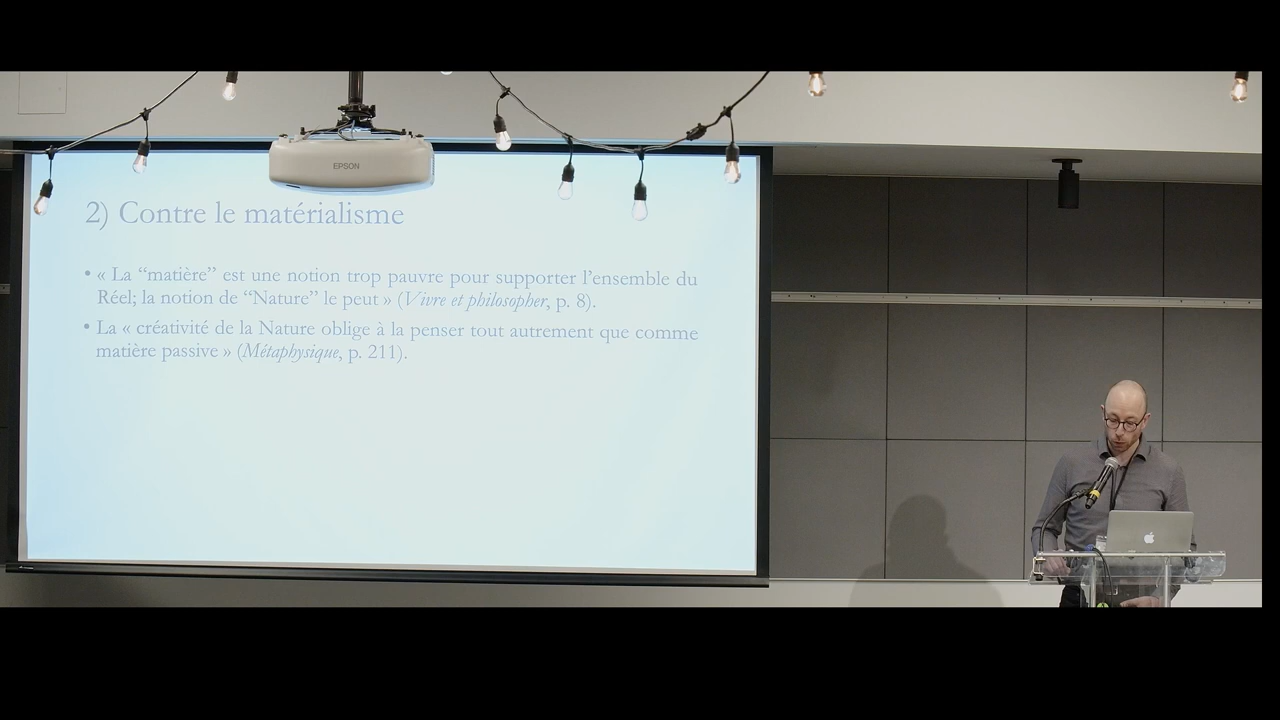 EPSON
2) Contre le matérialisme
• « La “matière” est une notion trop pauvre pour supporter l’ensemble du
Réel; la notion de “Nature” le peut » (Vivre et philosopher, p. 8).
• La « créativité de la Nature oblige à la penser tout autrement que comme
matière passive » (Métaphysique, p. 211).